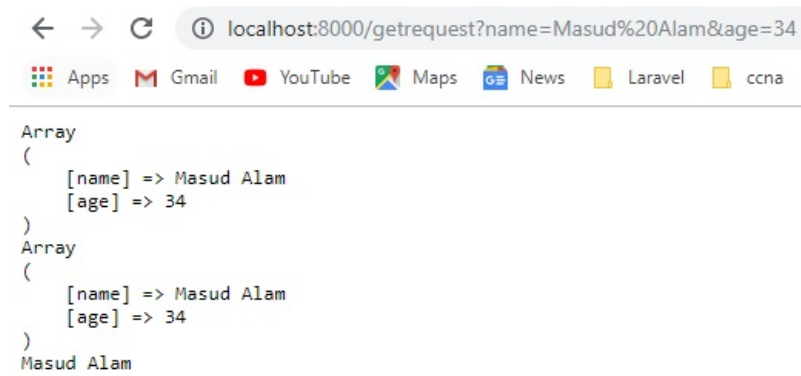 localhost:8000/getrequest?name=Masud%20Alam&age=34
Apps Gmail YouTube Maps GE News Laravel ccna
Array
(
    [name] => Masud Alam
    [age] => 34
)
Array
(
    [name] => Masud Alam
    [age] => 34
)
Masud Alam